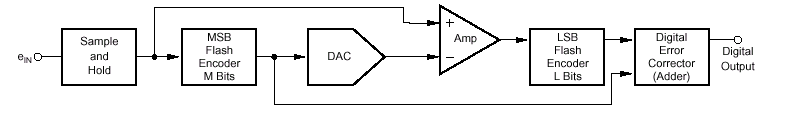 e_IN
Sample
and
Hold
MSB
Flash
Encoder
M Bits
DAC
+
Amp
−
LSB
Flash
Encoder
L Bits
Digital
Error
Corrector
(Adder)
Digital
Output